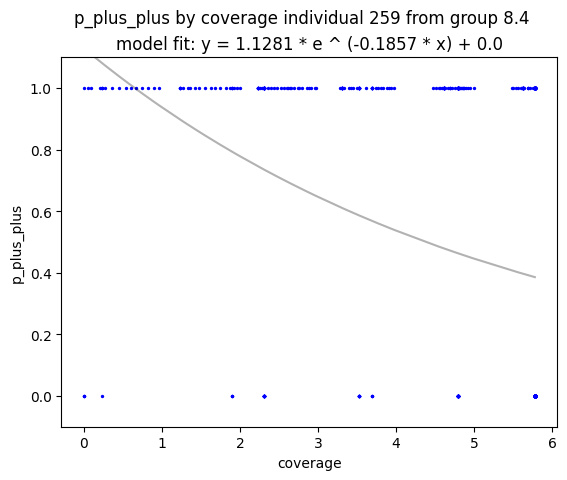 p_plus_plus by coverage individual 259 from group 8.4
model fit: y = 1.1281 * e ^ (-0.1857 * x) + 0.0
1.0
0.8
0.6
0.4
0.2
0.0
p_plus_plus
0 1 2 3 4 5 6
coverage